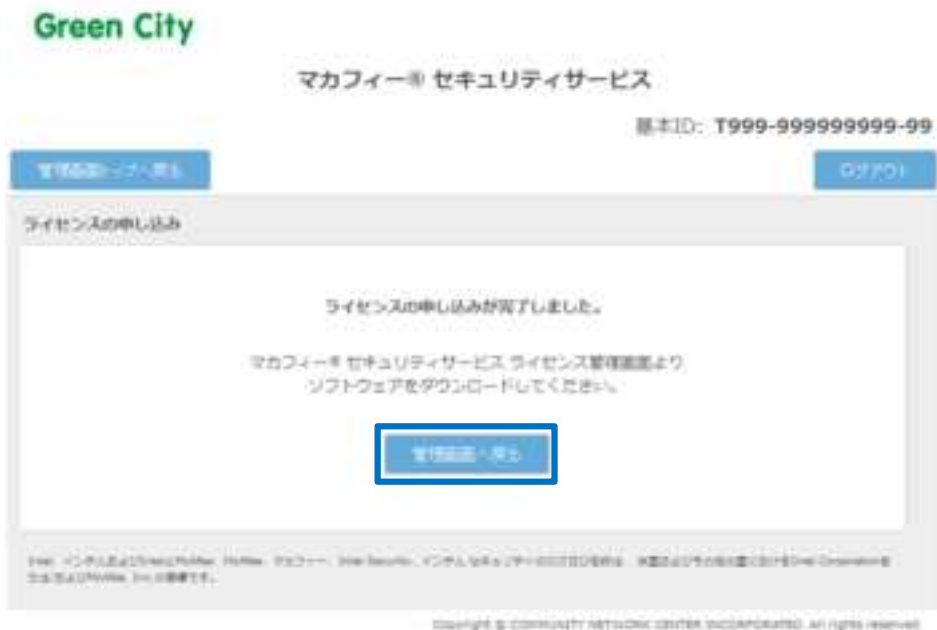 Green City
マカフィー® セキュリティサービス
基本ID: T999-999999999-99
管理画面トップへ戻る
ログアウト
ライセンスの申し込み
ライセンスの申し込みが完了しました。
マカフィー® セキュリティサービス ライセンス管理画面より
ソフトウェアをダウンロードしてください。
管理画面へ戻る
Copyright © COMMUNITY NETWORK CENTER INCORPORATED. All rights reserved.